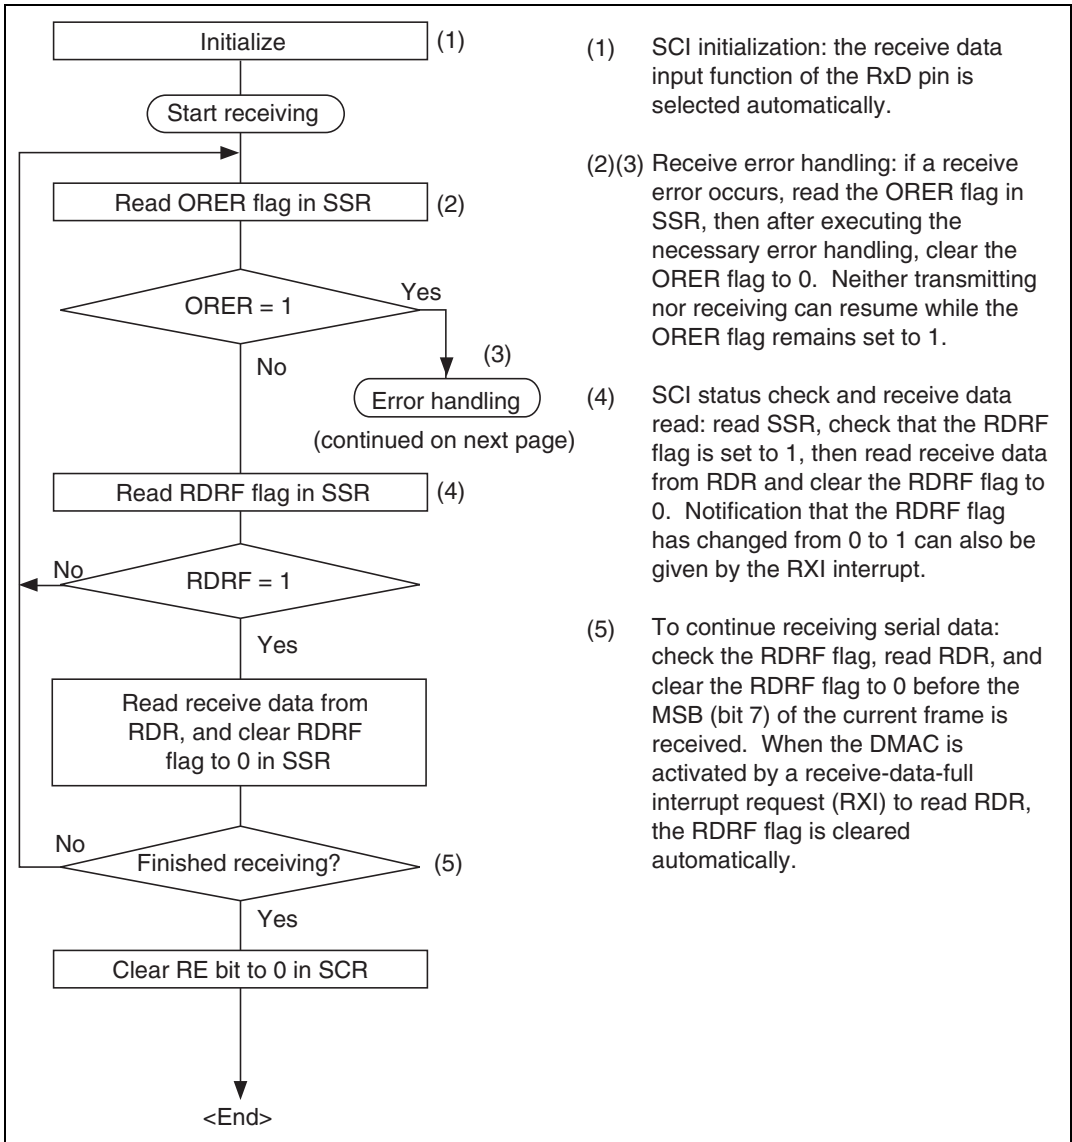 Initialize
(1)
Start receiving
Read ORER flag in SSR
(2)
ORER = 1
Yes
No
(3)
Error handling
(continued on next page)
Read RDRF flag in SSR
(4)
No
RDRF = 1
Yes
Read receive data from
RDR, and clear RDRF
flag to 0 in SSR
No
Finished receiving?
(5)
Yes
Clear RE bit to 0 in SCR
<End>
(1) SCI initialization: the receive data
input function of the RxD pin is
selected automatically.
(2)(3) Receive error handling: if a receive
error occurs, read the ORER flag in
SSR, then after executing the
necessary error handling, clear the
ORER flag to 0. Neither transmitting
nor receiving can resume while the
ORER flag remains set to 1.
(4) SCI status check and receive data
read: read SSR, check that the RDRF
flag is set to 1, then read receive data
from RDR and clear the RDRF flag to
0. Notification that the RDRF flag
has changed from 0 to 1 can also be
given by the RXI interrupt.
(5) To continue receiving serial data:
check the RDRF flag, read RDR, and
clear the RDRF flag to 0 before the
MSB (bit 7) of the current frame is
received. When the DMAC is
activated by a receive-data-full
interrupt request (RXI) to read RDR,
the RDRF flag is cleared
automatically.